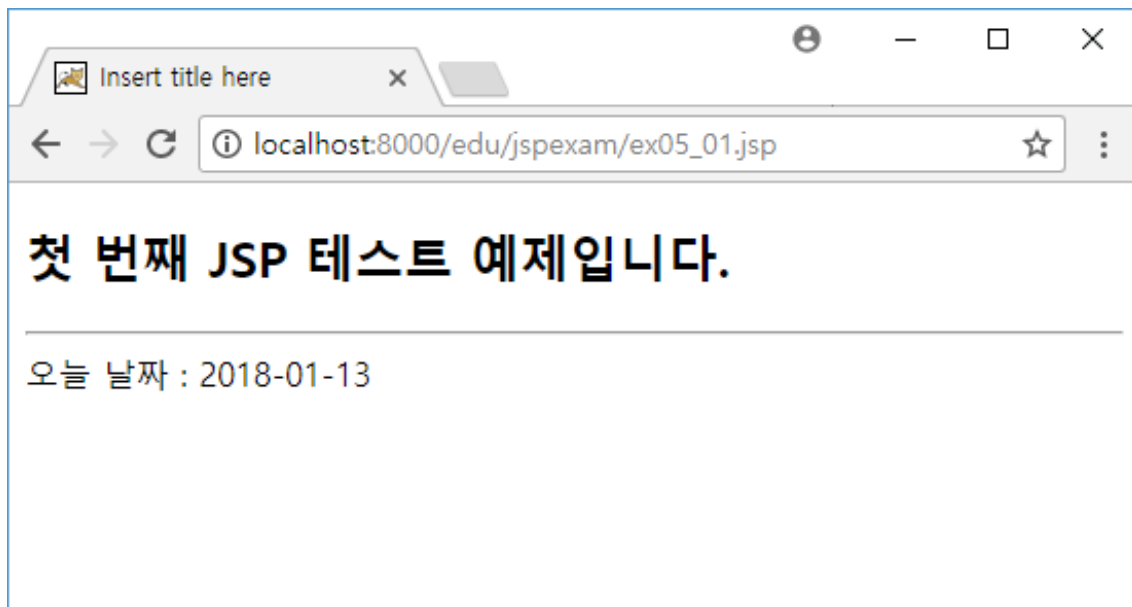 Insert title here
localhost:8000/edu/jspexam/ex05_01.jsp
첫 번째 JSP 테스트 예제입니다.
오늘 날짜 : 2018-01-13